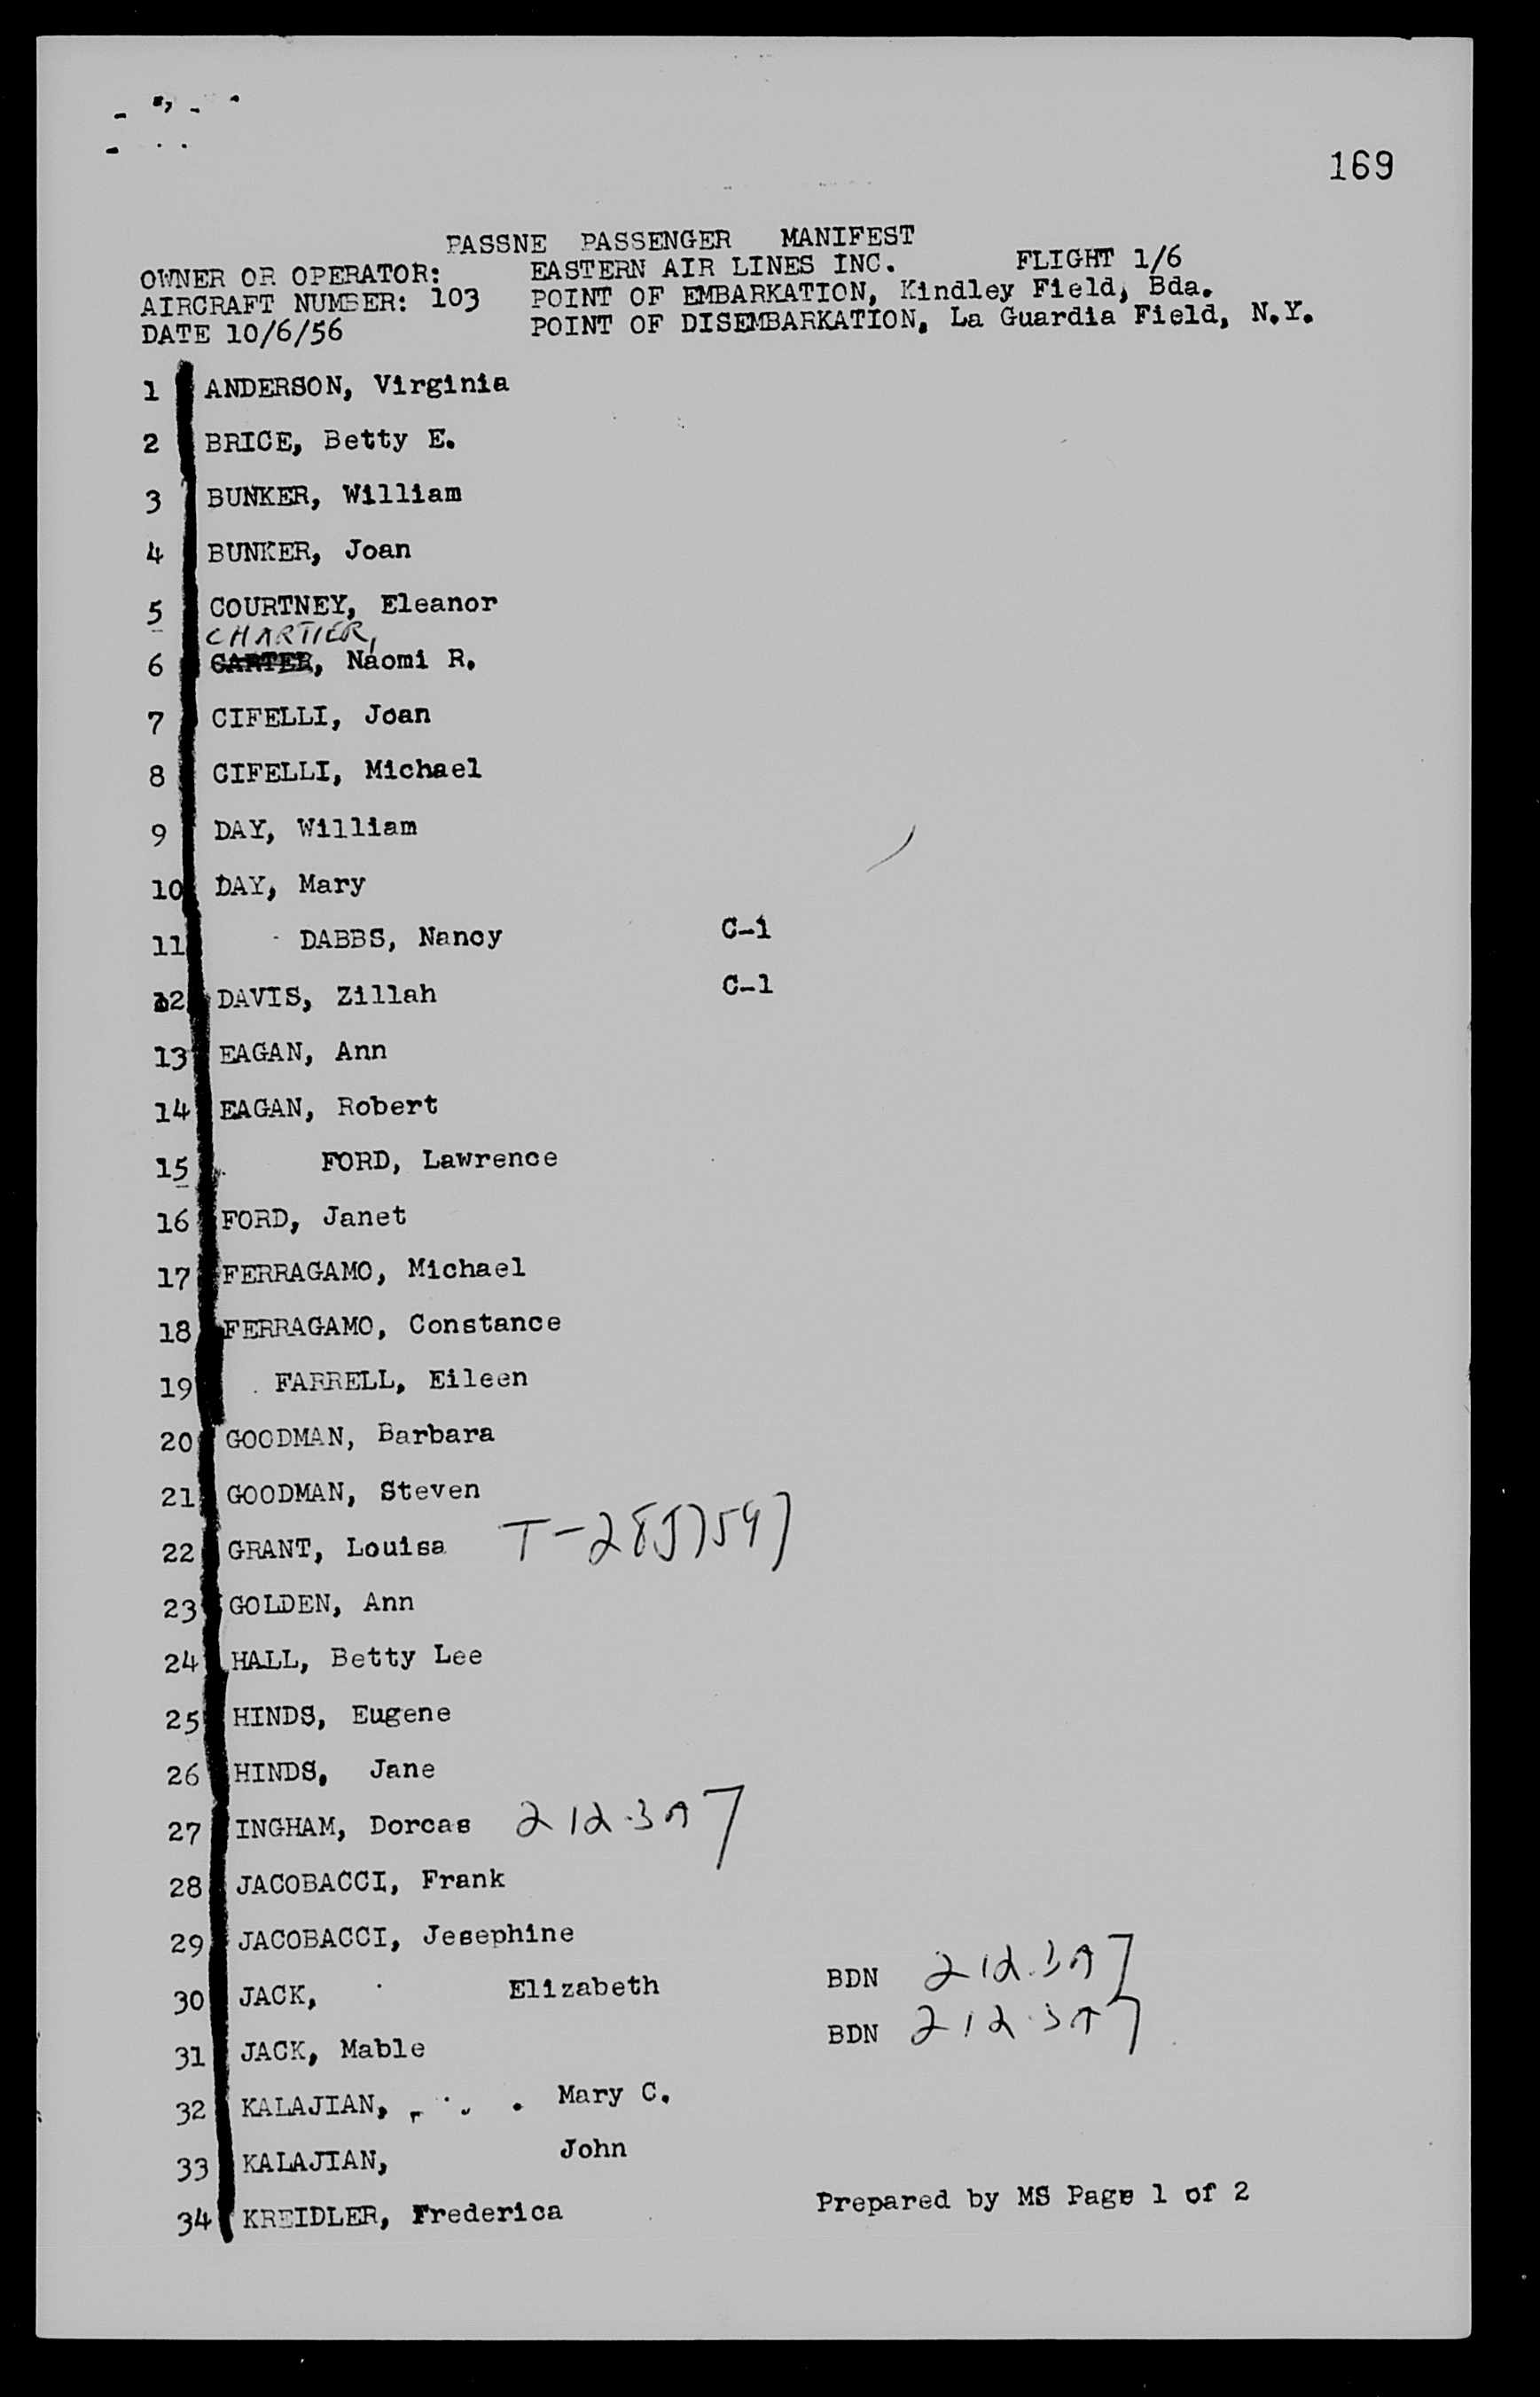 169
PASSNE PASSENGER MANIFEST
OWNER OR OPERATOR: EASTERN AIR LINES INC. FLIGHT 1/6
AIRCRAFT NUMBER: 103 POINT OF EMBARKATION, Kindley Field, Bda.
DATE 10/6/56 POINT OF DISEMBARKATION, La Guardia Field, N.Y.
1 ANDERSON, Virginia
2 BRICE, Betty E.
3 BUNKER, William
4 BUNKER, Joan
5 COURTNEY, Eleanor
CHARTIER,
6 CARTER, Naomi R.
7 CIFELLI, Joan
8 CIFELLI, Michael
9 DAY, William
10 DAY, Mary
11 DABBS, Nancy C-1
12 DAVIS, Zillah C-1
13 EAGAN, Ann
14 EAGAN, Robert
15 FORD, Lawrence
16 FORD, Janet
17 FERRAGAMO, Michael
18 FERRAGAMO, Constance
19 FARRELL, Eileen
20 GOODMAN, Barbara
21 GOODMAN, Steven
22 GRANT, Louisa
23 GOLDEN, Ann
24 HALL, Betty Lee
25 HINDS, Eugene
26 HINDS, Jane
27 INGHAM, Dorcas
28 JACOBACCI, Frank
29 JACOBACCI, Jesephine
30 JACK, Elizabeth BDN
31 JACK, Mable BDN
32 KALAJIAN, Mary C.
33 KALAJIAN, John
34 KREIDLER, Frederica Prepared by MS Page 1 of 2